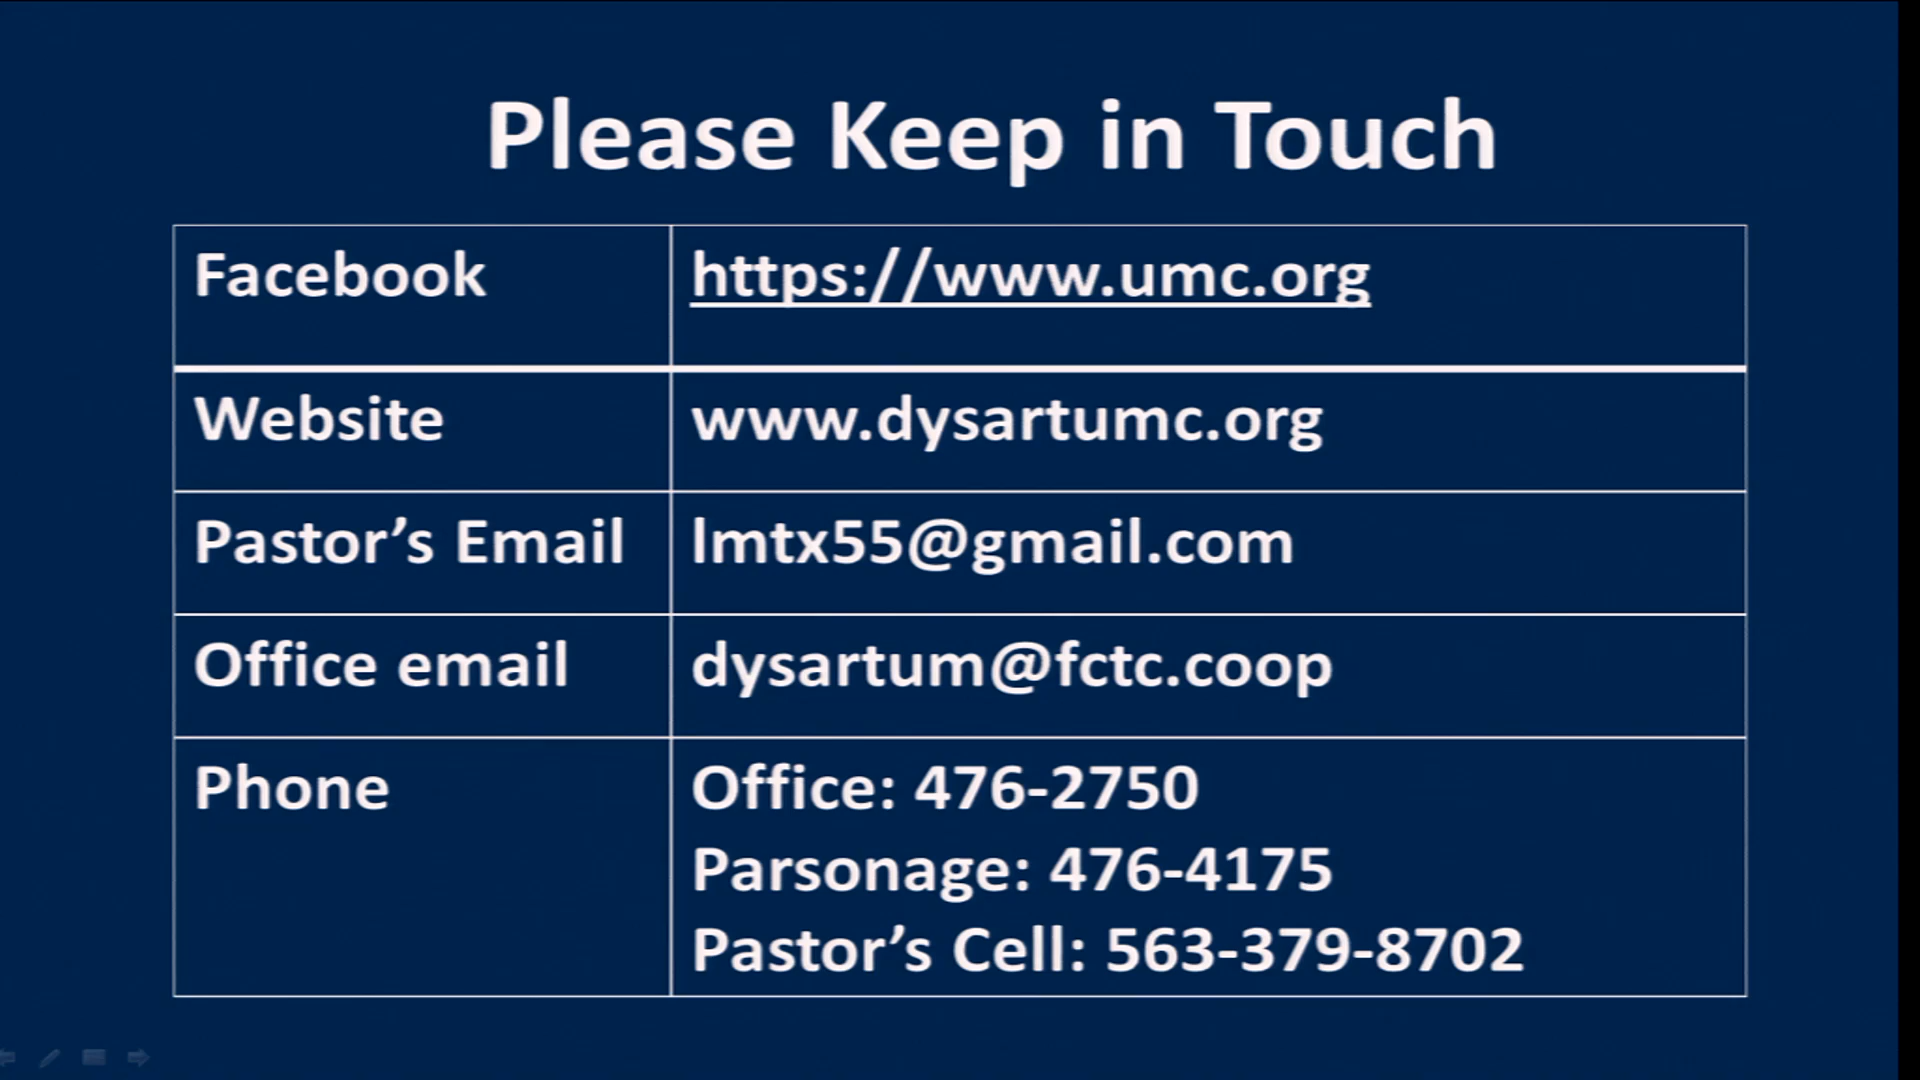 Please Keep in Touch
Facebook https://www.umc.org
Website www.dysartumc.org
Pastor’s Email lmtx55@gmail.com
Office email dysartum@fctc.coop
Phone Office: 476-2750
Parsonage: 476-4175
Pastor’s Cell: 563-379-8702